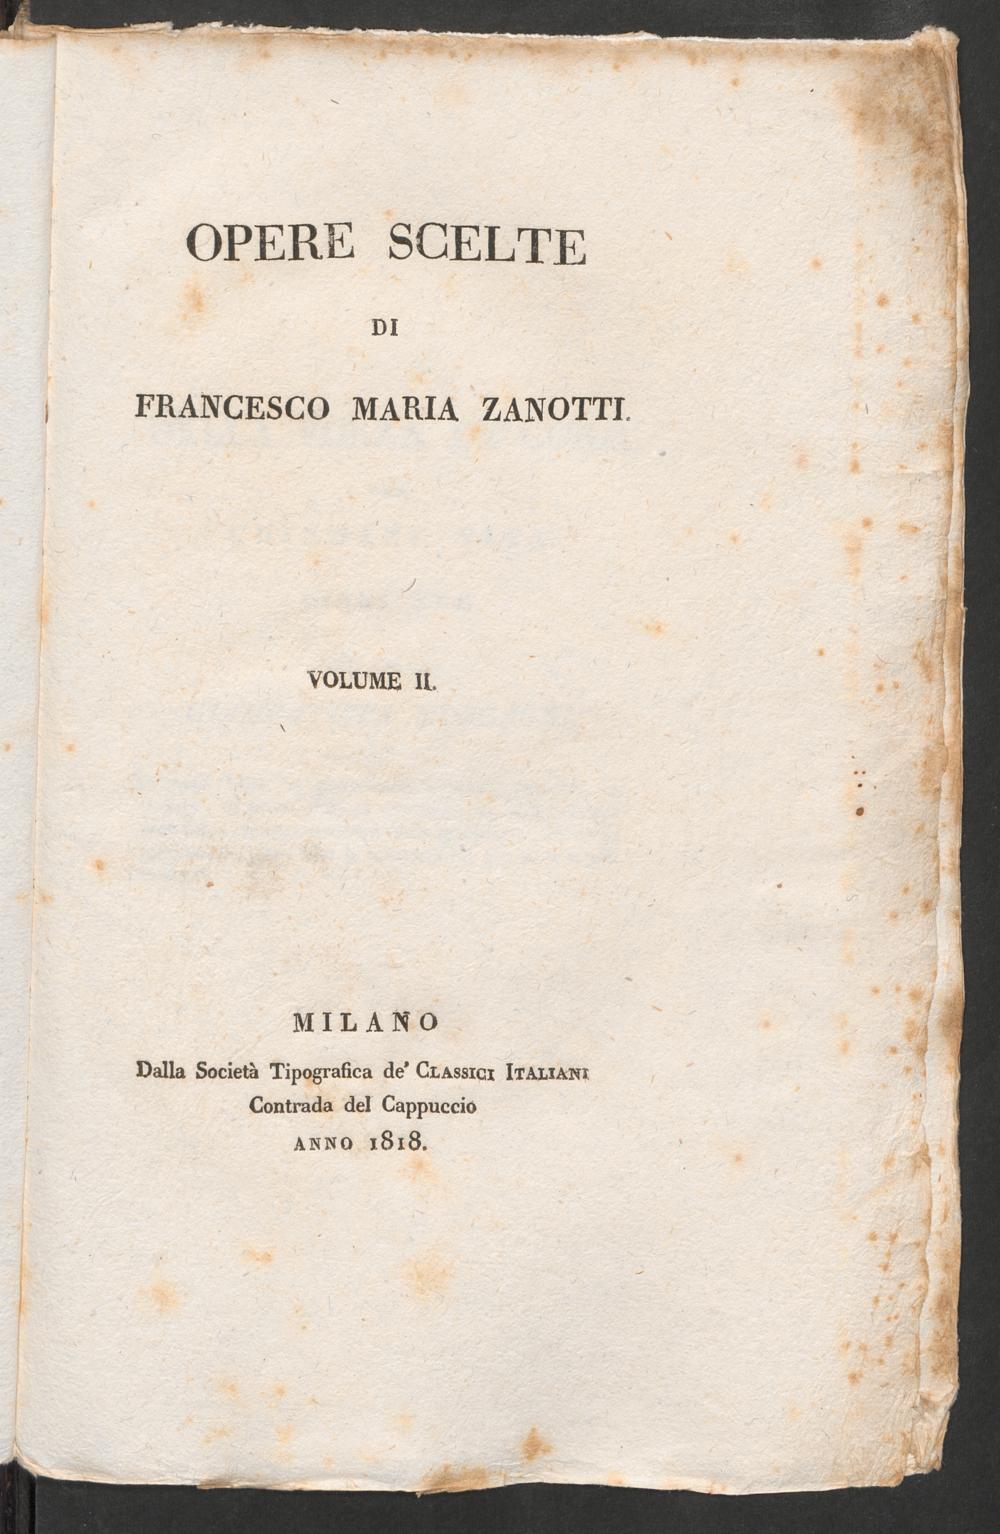 OPERE SCELTE
DI
FRANCESCO MARIA ZANOTTI.
VOLUME II.
MILANO
Dalla Società Tipografica de' CLASSICI ITALIANI
Contrada del Cappuccio
ANNO 1818.